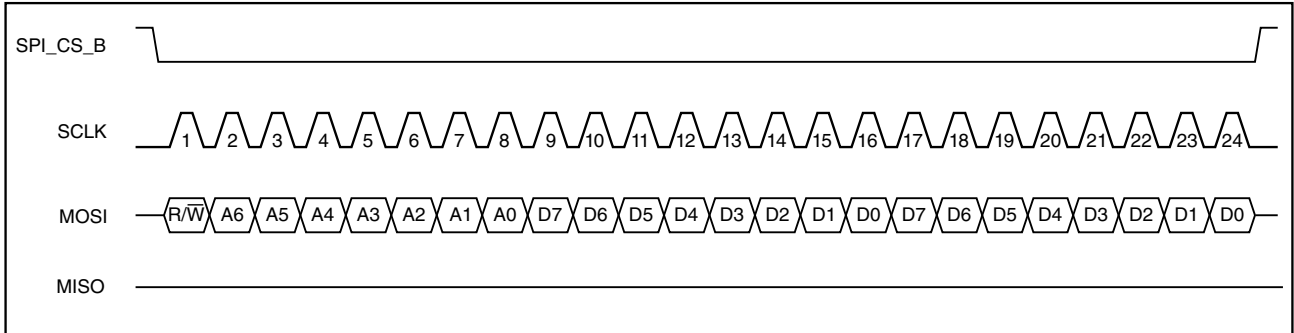 SPI_CS_B
SCLK 1 2 3 4 5 6 7 8 9 10 11 12 13 14 15 16 17 18 19 20 21 22 23 24
MOSI R/W̅ A6 A5 A4 A3 A2 A1 A0 D7 D6 D5 D4 D3 D2 D1 D0 D7 D6 D5 D4 D3 D2 D1 D0
MISO